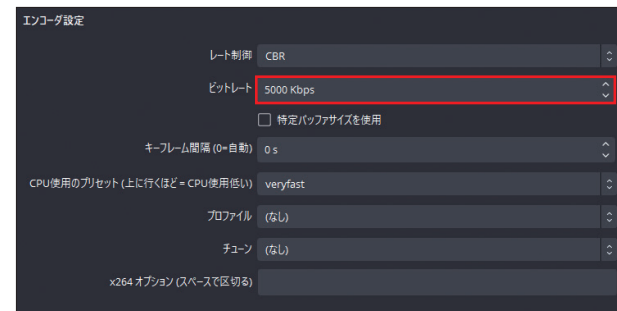 エンコーダ設定
レート制御 CBR
ビットレート 5000 Kbps
特定バッファサイズを使用
キーフレーム間隔 (0=自動) 0 s
CPU使用のプリセット (上に行くほど = CPU使用低い) veryfast
プロファイル (なし)
チューン (なし)
x264 オプション (スペースで区切る)